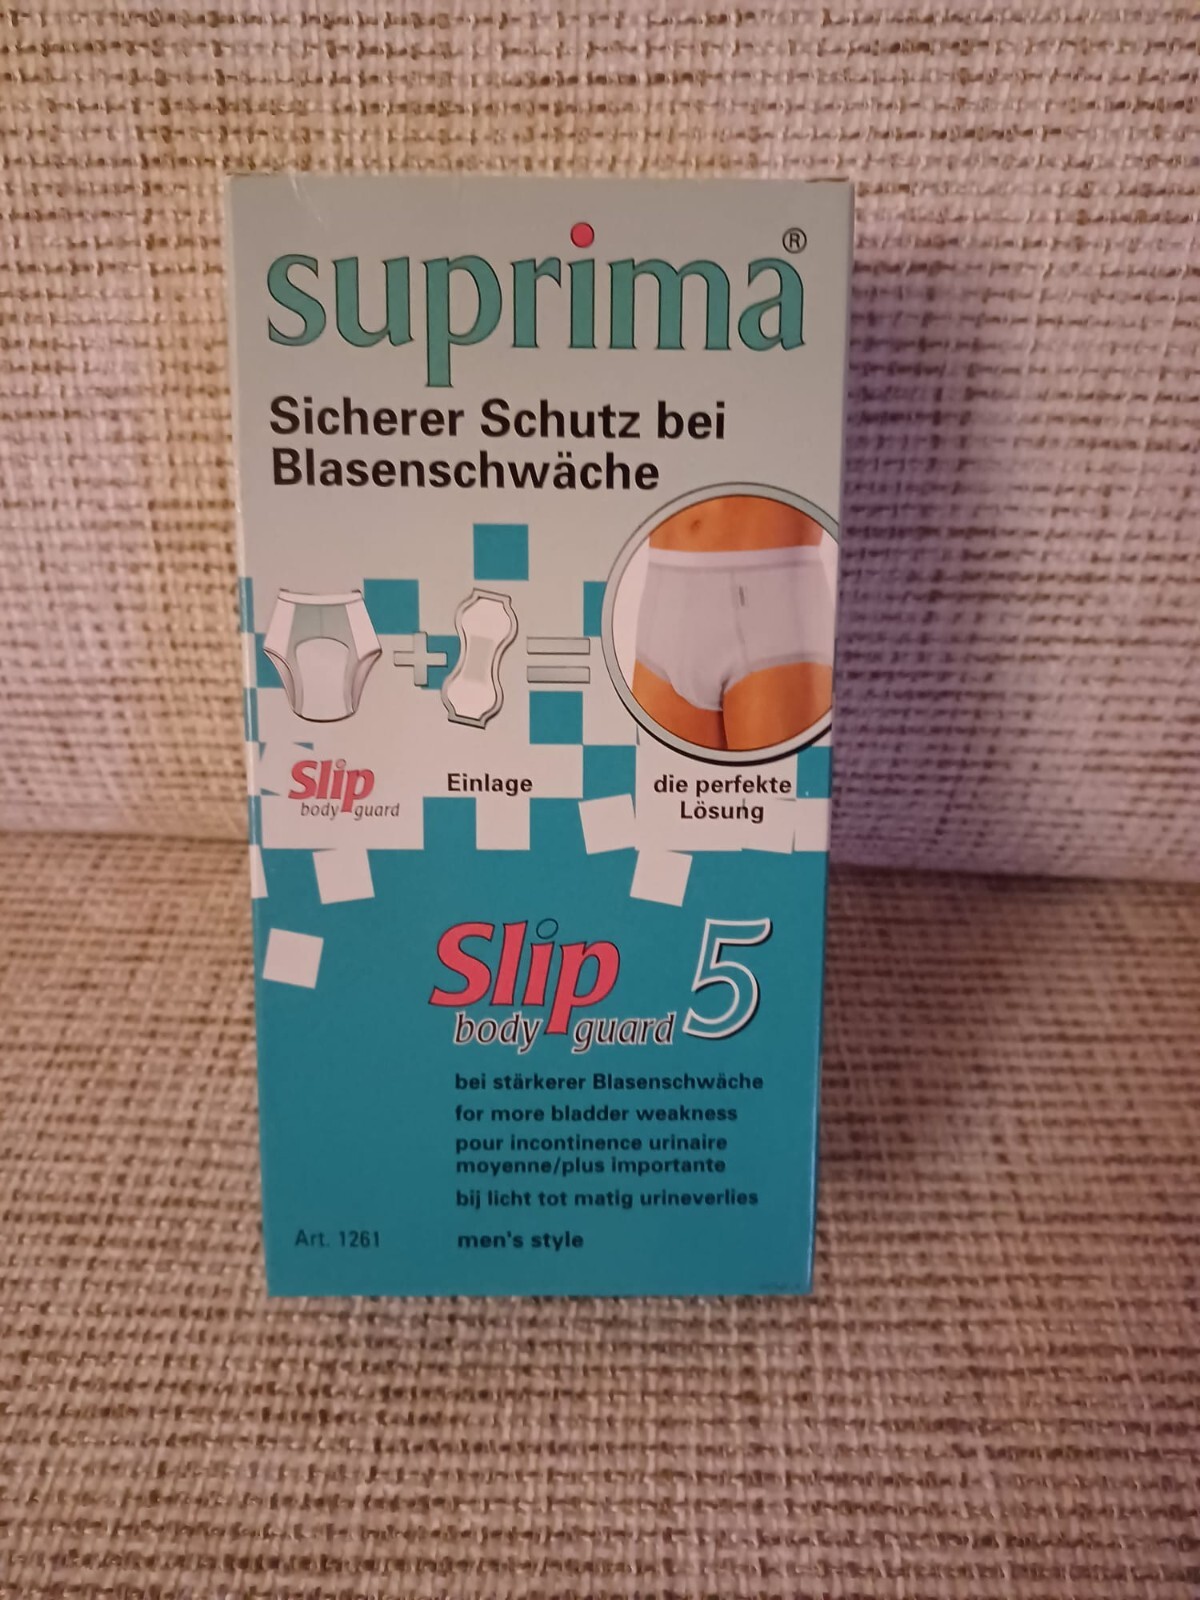 suprima®
Sicherer Schutz bei
Blasenschwäche
Slip
body guard
Einlage
die perfekte
Lösung
Slip 5
body guard
bei stärkerer Blasenschwäche
for more bladder weakness
pour incontinence urinaire
moyenne/plus importante
bij licht tot matig urineverlies
Art. 1261
men's style